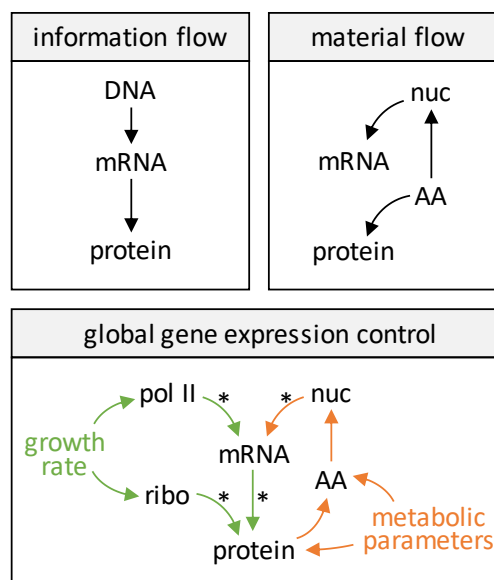 information flow
DNA
mRNA
protein
material flow
nuc
mRNA
AA
protein
global gene expression control
pol II * * nuc
growth
rate
mRNA
ribo * * AA
metabolic
parameters
protein